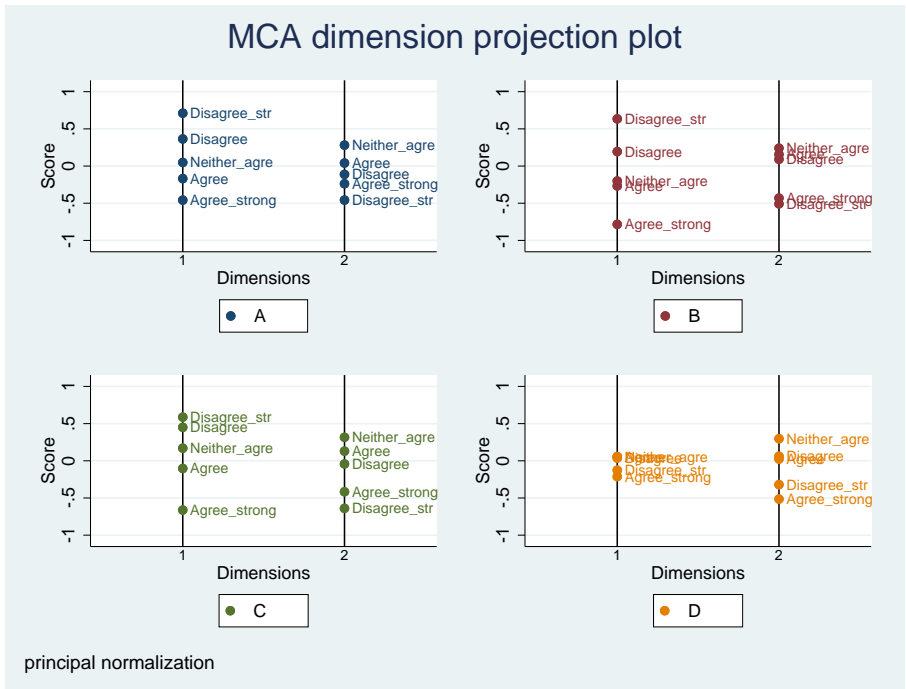 MCA dimension projection plot
1
.5
0
-.5
-1
Score
Disagree_str
Disagree
Neither_agre
Agree
Agree_strong
Neither_agre
Agree
Disagree
Agree_strong
Disagree_str
1
2
Dimensions
A
1
.5
0
-.5
-1
Score
Disagree_str
Disagree
Neither_agre
Agree
Agree_strong
Neither_agre
Agree
Disagree
Agree_strong
Disagree_str
1
2
Dimensions
B
1
.5
0
-.5
-1
Score
Disagree_str
Disagree
Neither_agre
Agree
Agree_strong
Neither_agre
Agree
Disagree
Agree_strong
Disagree_str
1
2
Dimensions
C
1
.5
0
-.5
-1
Score
Neither_agre
Disagree
Disagree_str
Agree_strong
Neither_agre
Disagree
Agree
Disagree_str
Agree_strong
1
2
Dimensions
D
principal normalization